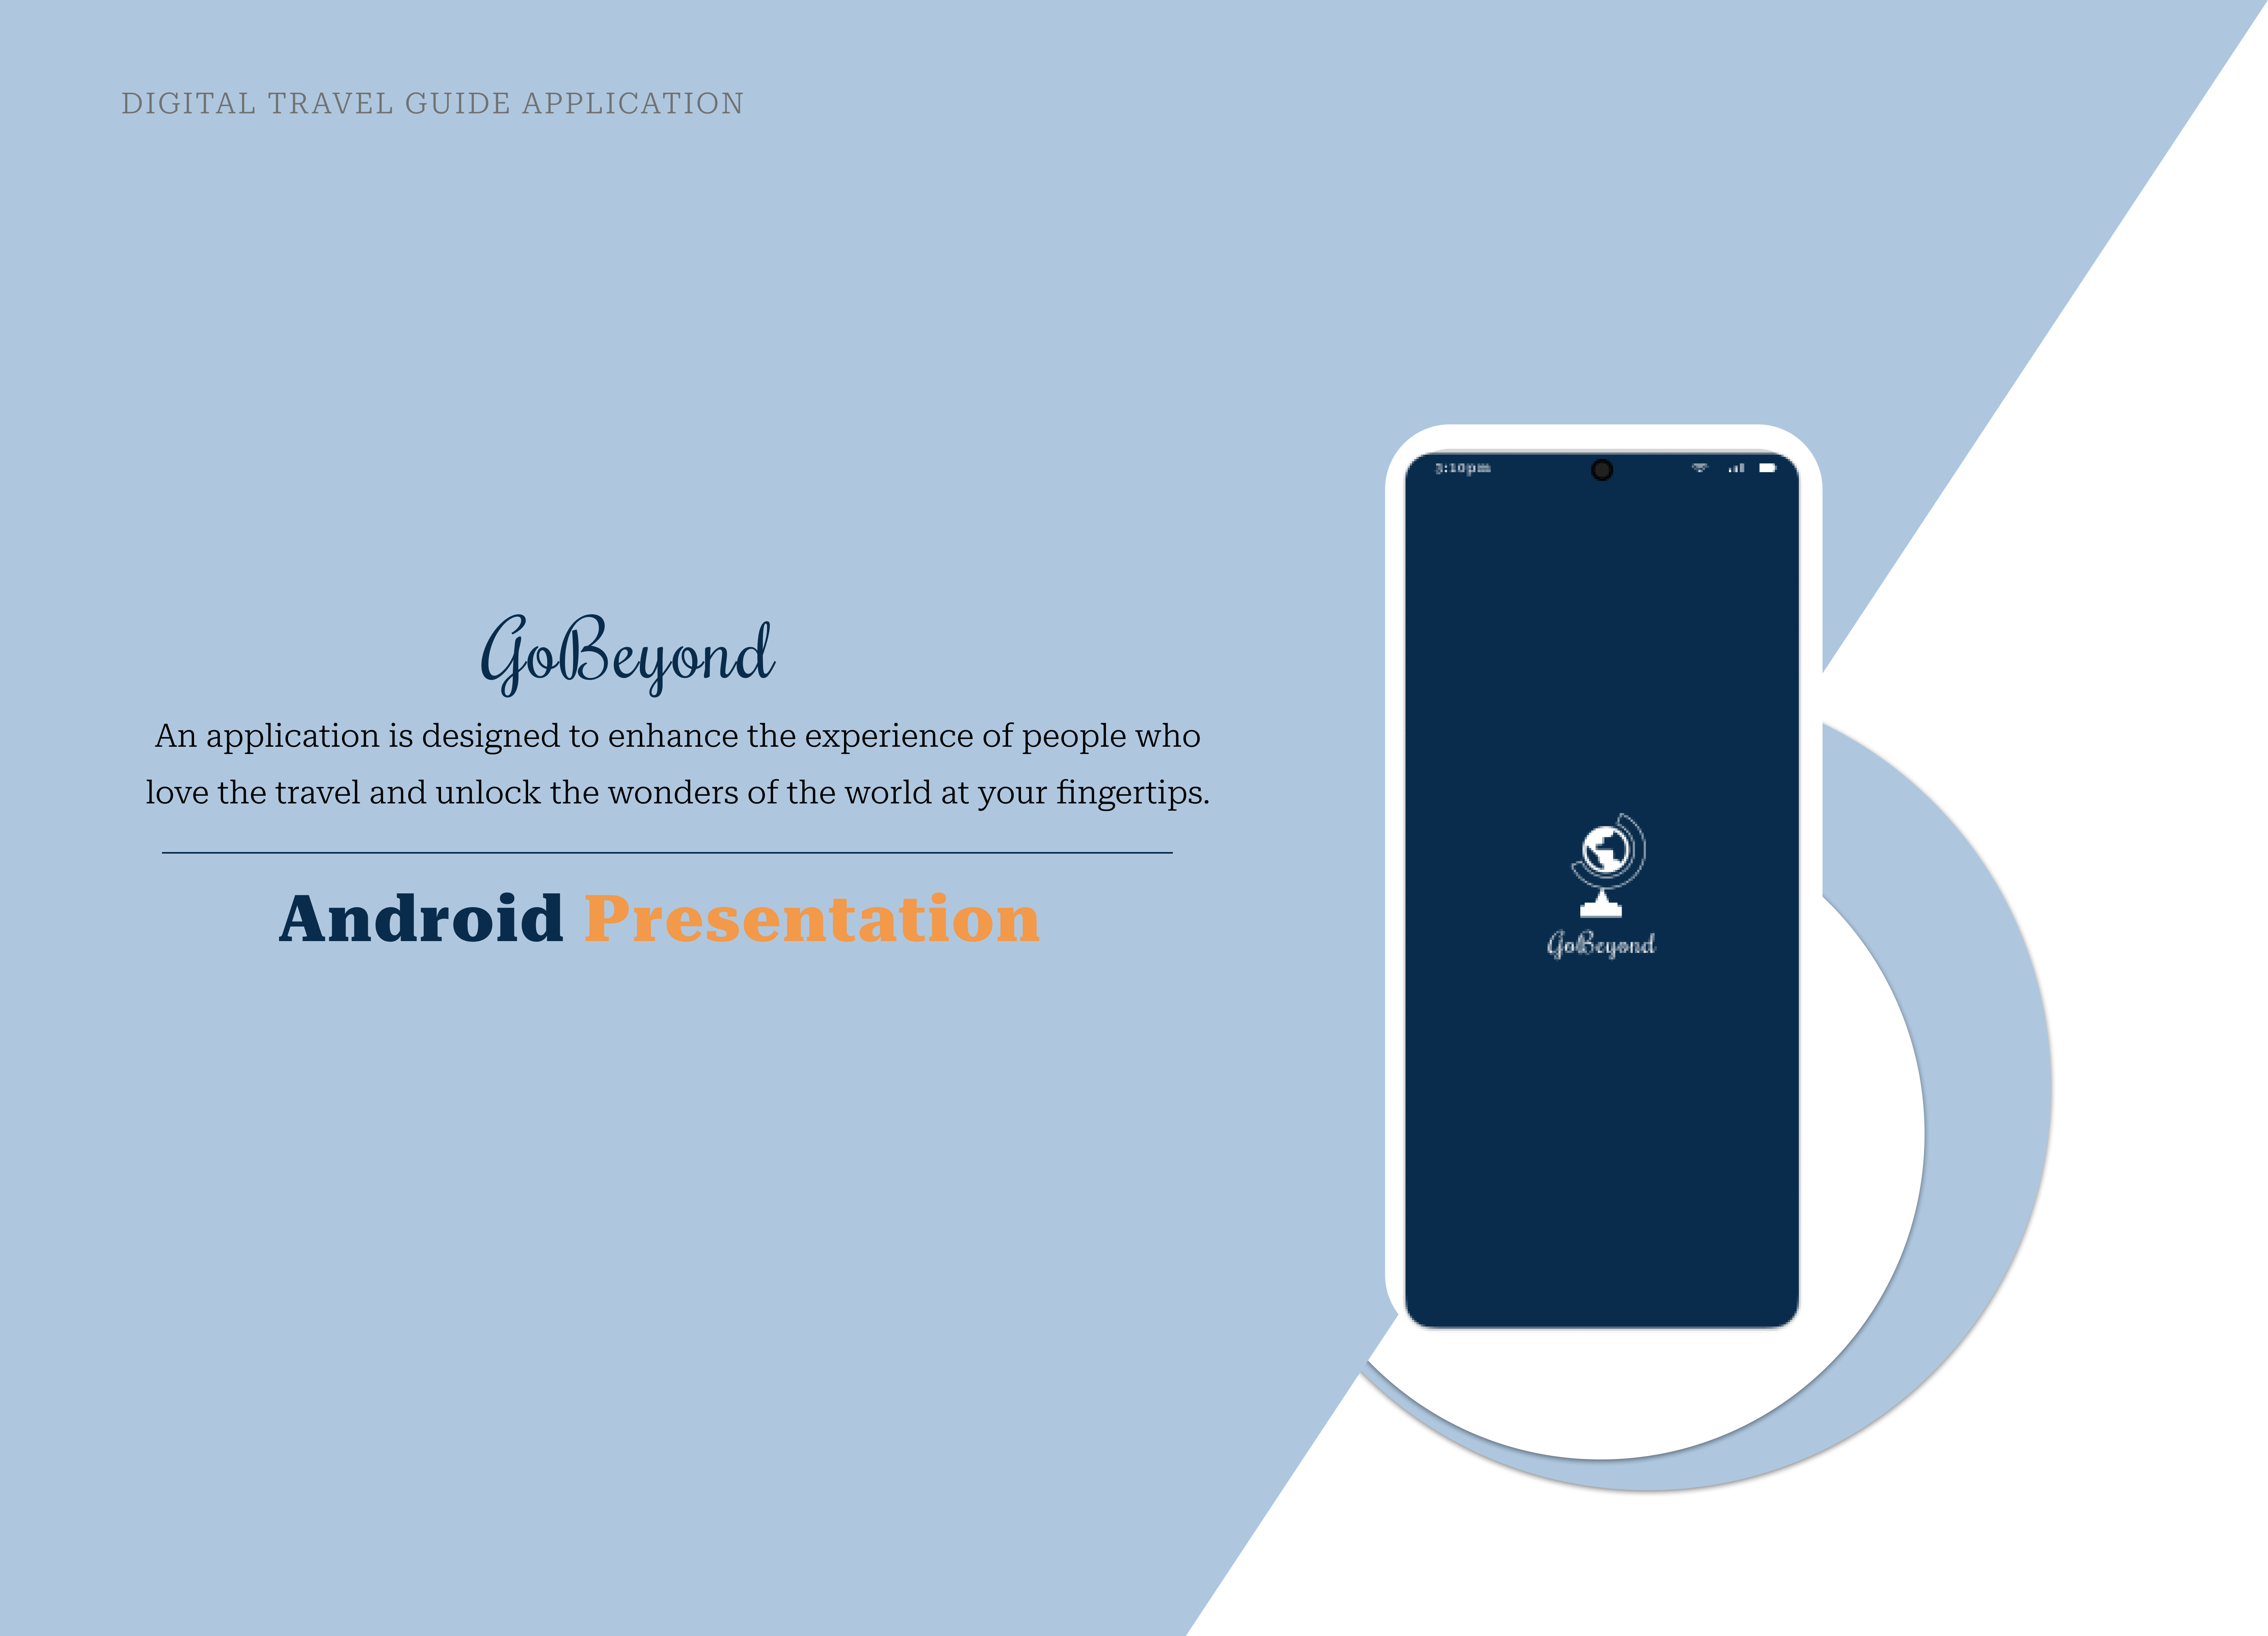 DIGITAL TRAVEL GUIDE APPLICATION
3:10pm
GoBeyond
An application is designed to enhance the experience of people who
love the travel and unlock the wonders of the world at your fingertips.
Android Presentation
GoBeyond